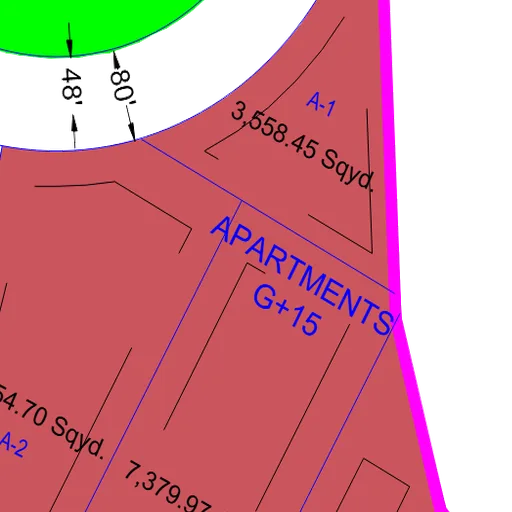 48'
80'
A-1
3,558.45 Sqyd.
APARTMENTS
G+15
54.70 Sqyd.
A-2
7,379.97